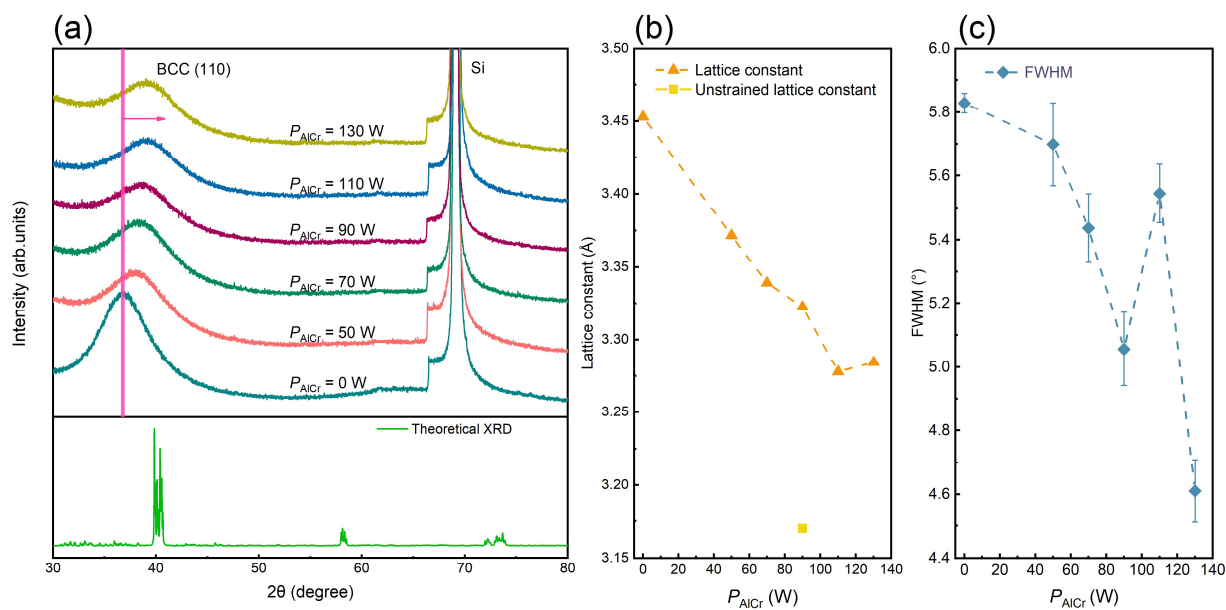 (a)
BCC (110)
Si
P_AlCr = 130 W
P_AlCr = 110 W
P_AlCr = 90 W
P_AlCr = 70 W
P_AlCr = 50 W
P_AlCr = 0 W
Intensity (arb.units)
Theoretical XRD
30 40 50 60 70 80
2θ (degree)
(b)
Lattice constant
Unstrained lattice constant
3.50
3.45
3.40
3.35
3.30
3.25
3.20
3.15
Lattice constant (Å)
0 20 40 60 80 100 120 140
P_AlCr (W)
(c)
FWHM
6.0
5.8
5.6
5.4
5.2
5.0
4.8
4.6
4.4
FWHM (°)
0 20 40 60 80 100 120 140
P_AlCr (W)